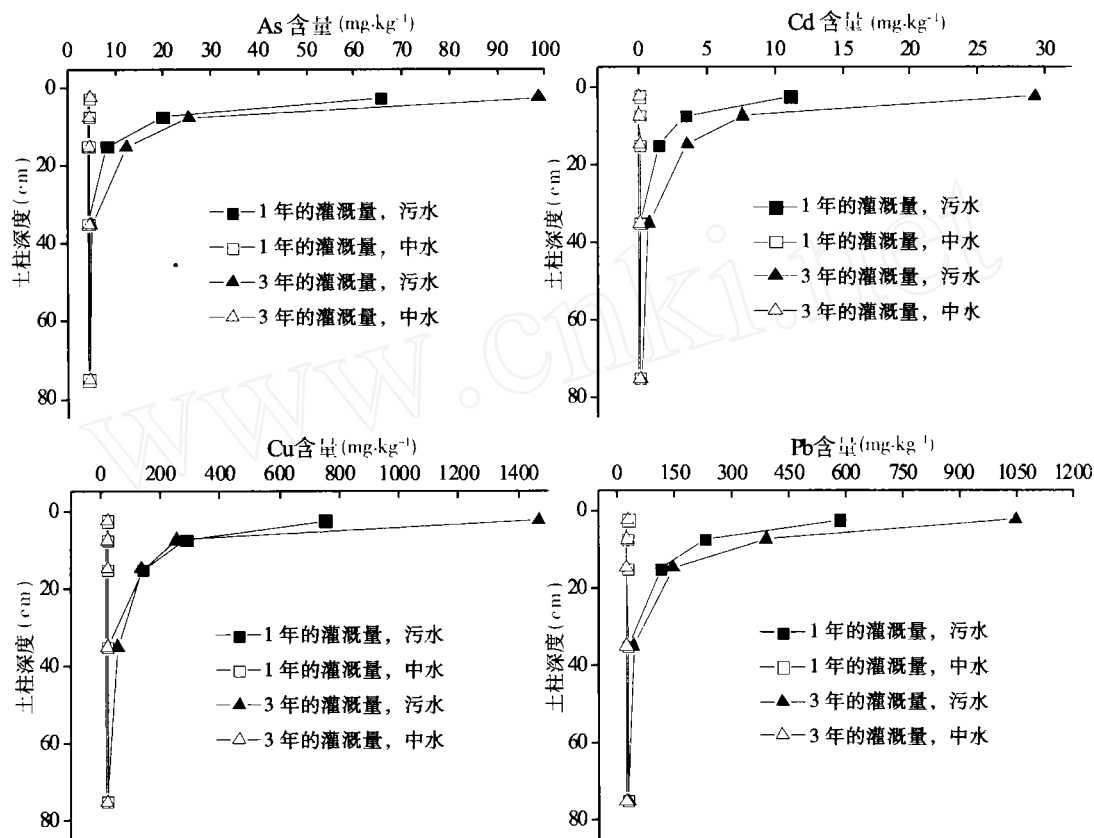 As 含量 (mg·kg⁻¹)
0 10 20 30 40 50 60 70 80 90 100
0
20
40
60
80
土柱深度(cm)
1 年的灌溉量，污水
1 年的灌溉量，中水
3 年的灌溉量，污水
3 年的灌溉量，中水
Cd 含量 (mg·kg⁻¹)
0 5 10 15 20 25 30
0
20
40
60
80
土柱深度(cm)
1 年的灌溉量，污水
1 年的灌溉量，中水
3 年的灌溉量，污水
3 年的灌溉量，中水
Cu含量(mg·kg⁻¹)
0 200 400 600 800 1000 1200 1400
0
20
40
60
80
土柱深度(cm)
1 年的灌溉量，污水
1 年的灌溉量，中水
3 年的灌溉量，污水
3 年的灌溉量，中水
Pb含量(mg·kg⁻¹)
0 150 300 450 600 750 900 1050 1200
0
20
40
60
80
土柱深度(cm)
1 年的灌溉量，污水
1 年的灌溉量，中水
3 年的灌溉量，污水
3 年的灌溉量，中水
www.cnki.net